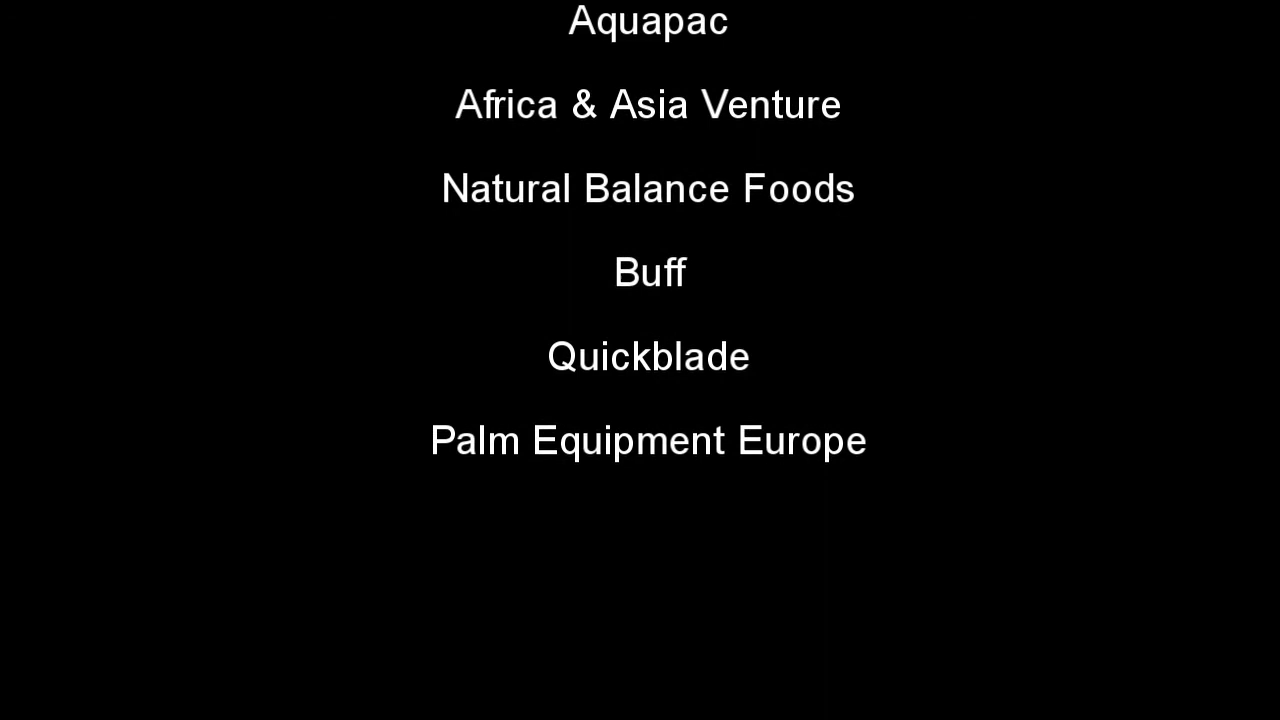 Aquapac
Africa & Asia Venture
Natural Balance Foods
Buff
Quickblade
Palm Equipment Europe